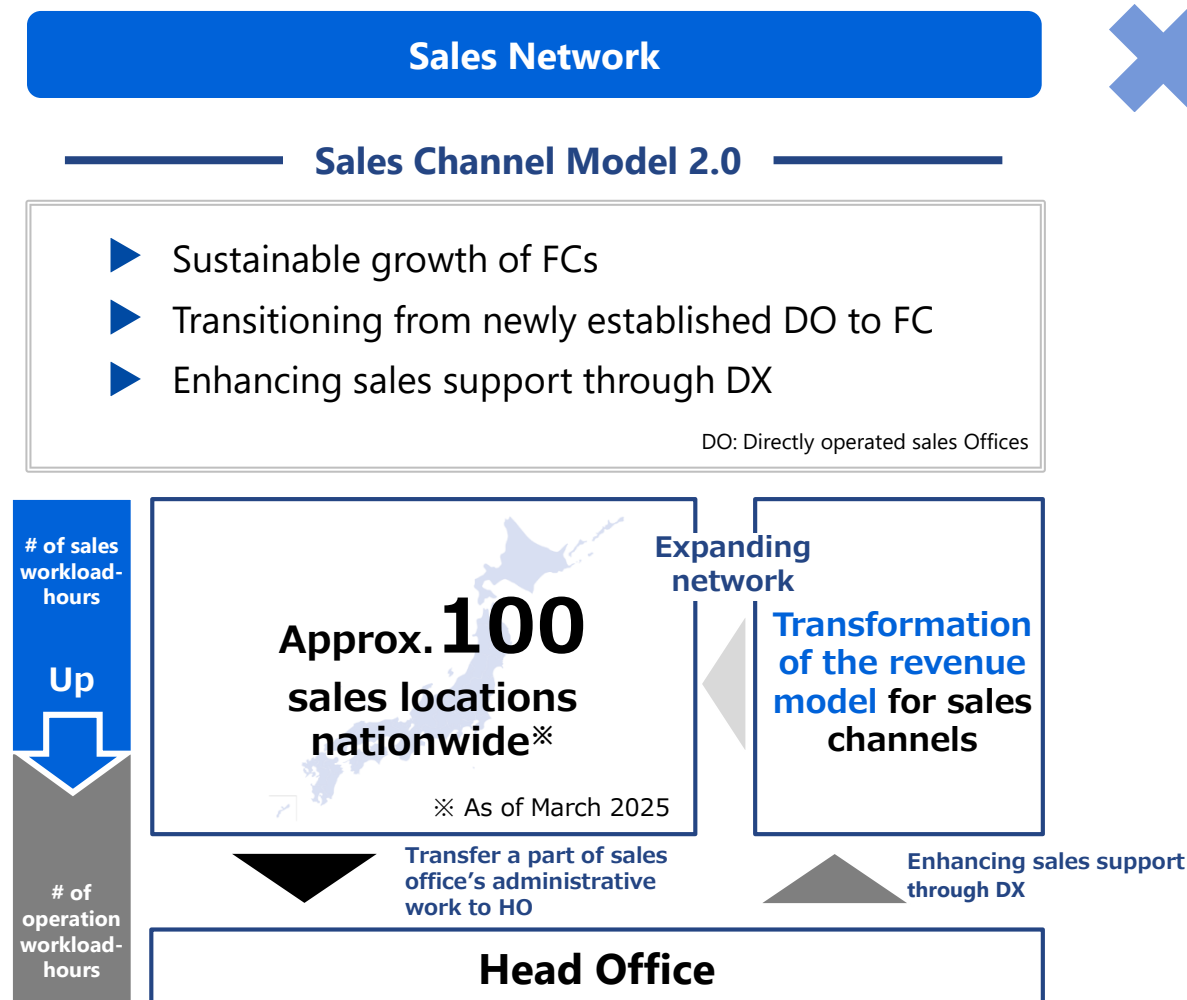 Sales Network
Sales Channel Model 2.0
Sustainable growth of FCs
Transitioning from newly established DO to FC
Enhancing sales support through DX
DO: Directly operated sales Offices
# of sales
workload-
hours
Up
Approx. 100
sales locations
nationwide※
※ As of March 2025
Expanding
network
Transformation
of the revenue
model for sales
channels
Transfer a part of sales
office's administrative
work to HO
Enhancing sales support
through DX
# of
operation
workload-
hours
Head Office